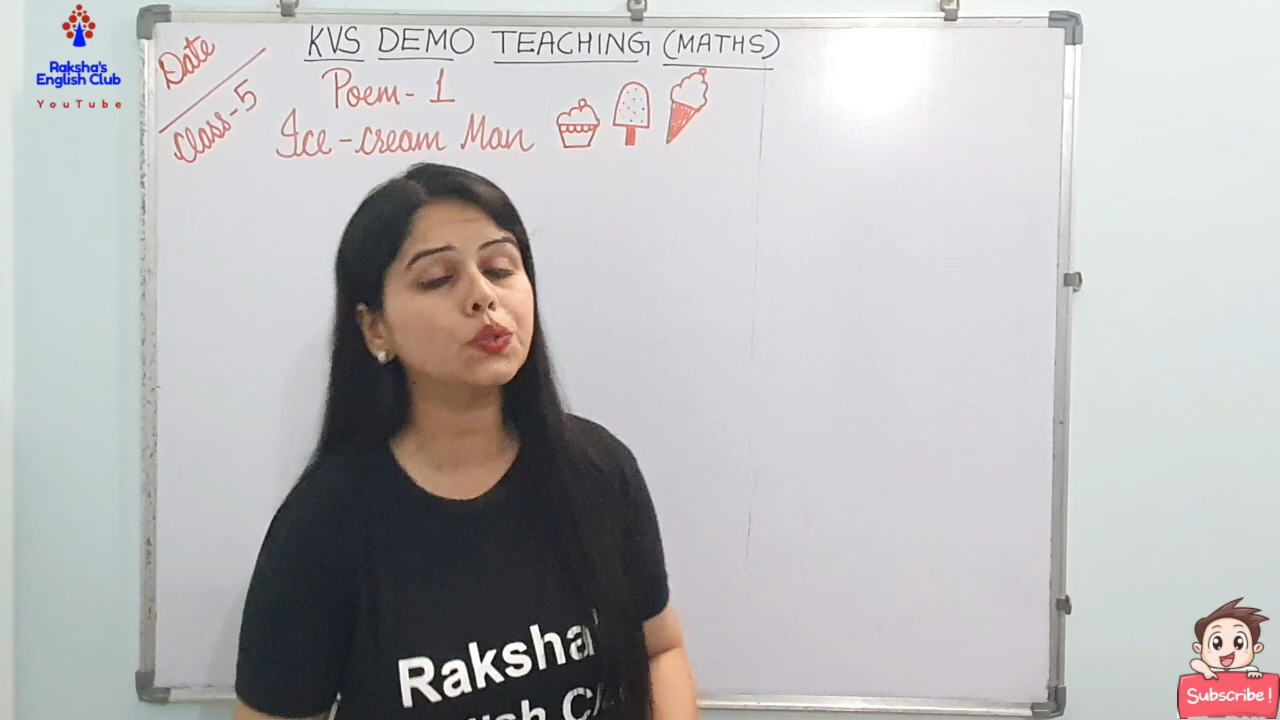 Raksha's
English Club
YouTube
Date
Class-5
KVS DEMO TEACHING (MATHS)
Poem- 1
Ice-cream Man
Raksha'
Subscribe!